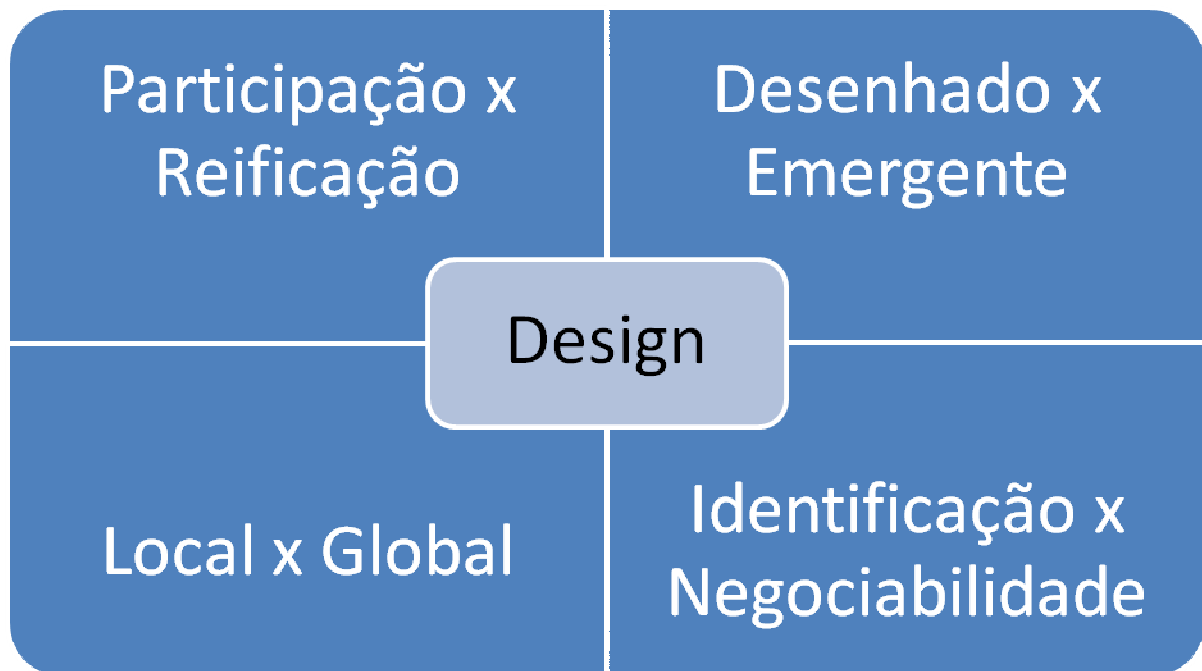 Participação x
Reificação
Desenhado x
Emergente
Design
Local x Global
Identificação x
Negociabilidade